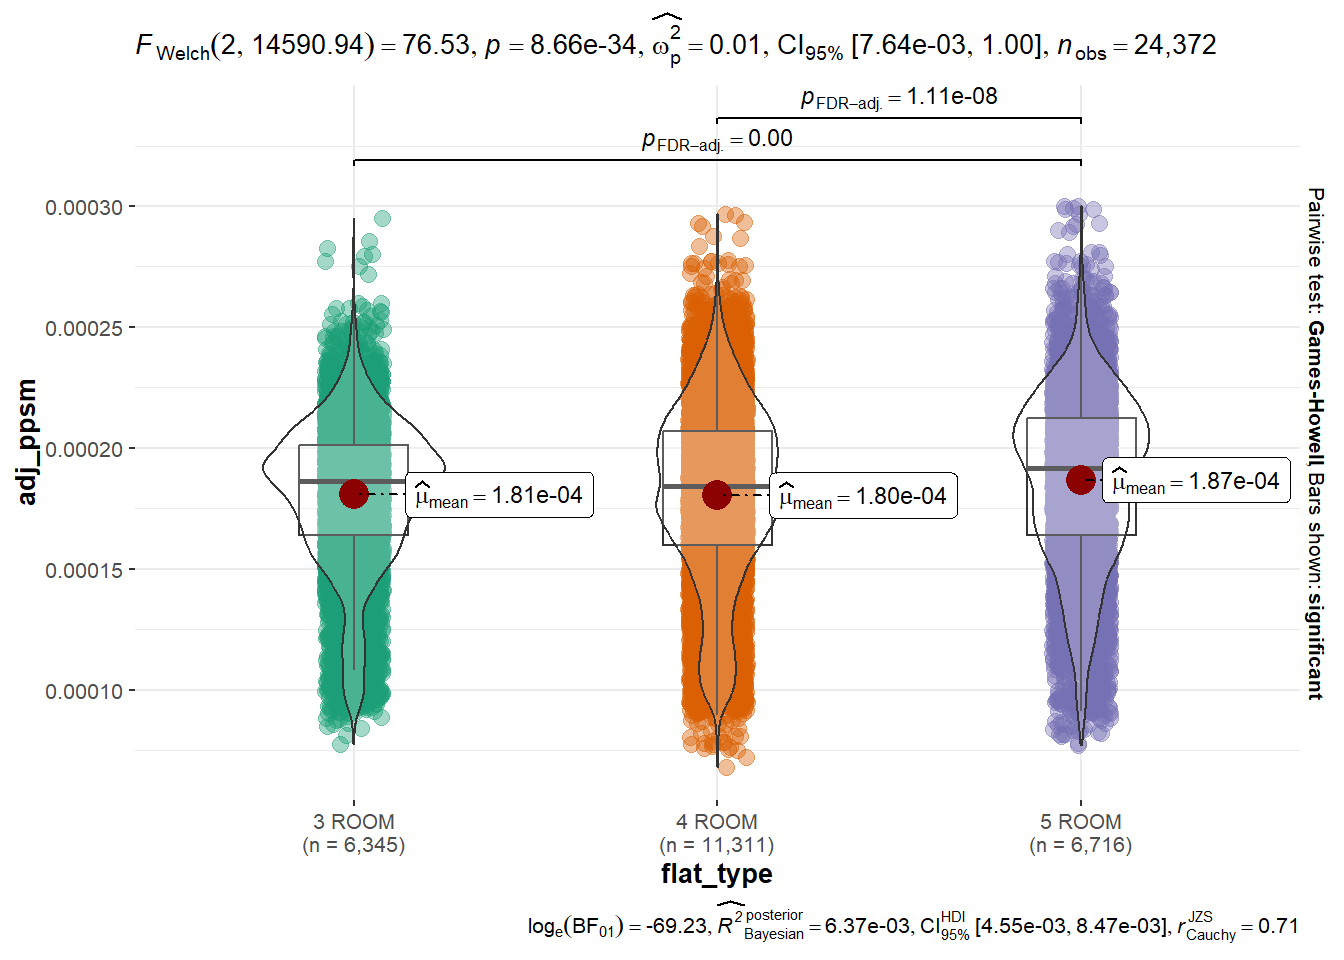 F Welch(2, 14590.94) = 76.53, p = 8.66e-34, ω̂²p = 0.01, CI95% [7.64e-03, 1.00], nobs = 24,372
pFDR−adj. = 1.11e-08
pFDR−adj. = 0.00
0.00030
0.00025
0.00020
0.00015
0.00010
adj_ppsm
μ̂mean = 1.81e-04
μ̂mean = 1.80e-04
μ̂mean = 1.87e-04
Pairwise test: Games-Howell, Bars shown: significant
3 ROOM
(n = 6,345)
4 ROOM
(n = 11,311)
5 ROOM
(n = 6,716)
flat_type
loge(BF01) = -69.23, R̂² posterior Bayesian = 6.37e-03, CI HDI 95% [4.55e-03, 8.47e-03], r JZS Cauchy = 0.71